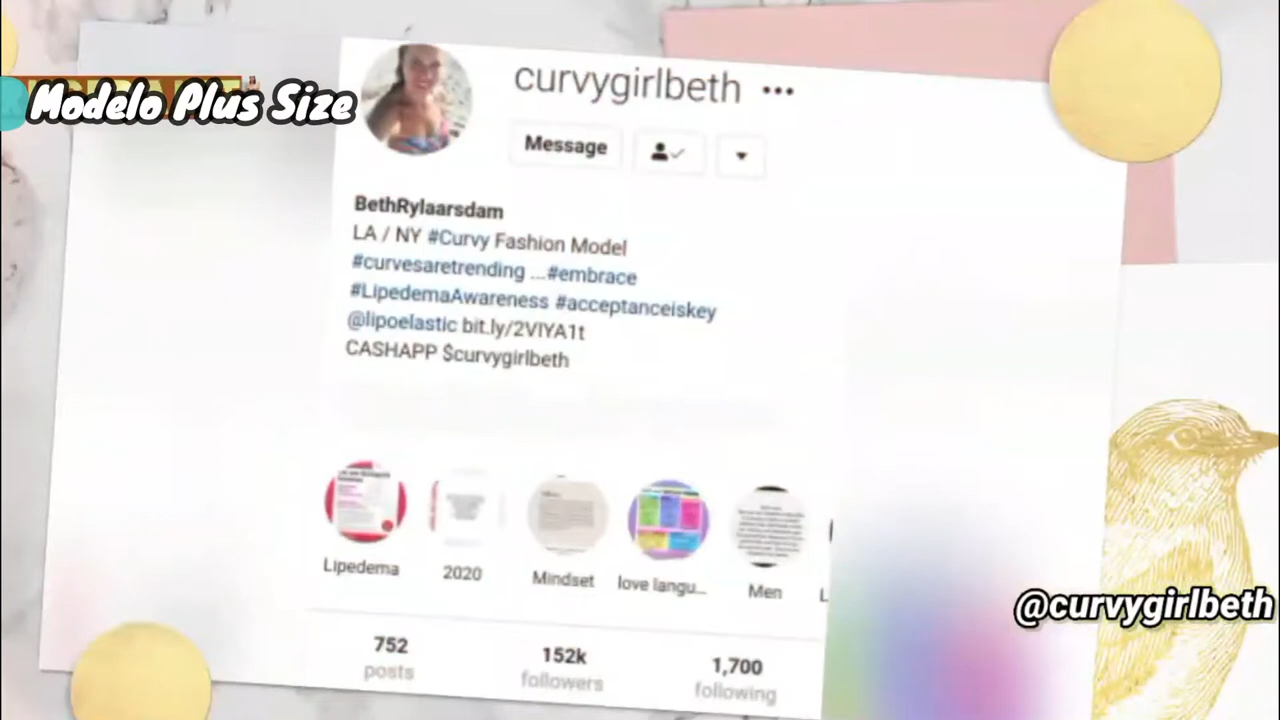 Modelo Plus Size
curvygirlbeth
Message
BethRylaarsdam
LA / NY #Curvy Fashion Model
#curvesaretrending ...#embrace
#LipedemaAwareness #acceptanceiskey
@lipoelastic bit.ly/2VIYA1t
CASHAPP $curvygirlbeth
Lipedema 2020 Mindset love langu... Men
752 152k 1,700
posts followers following
@curvygirlbeth